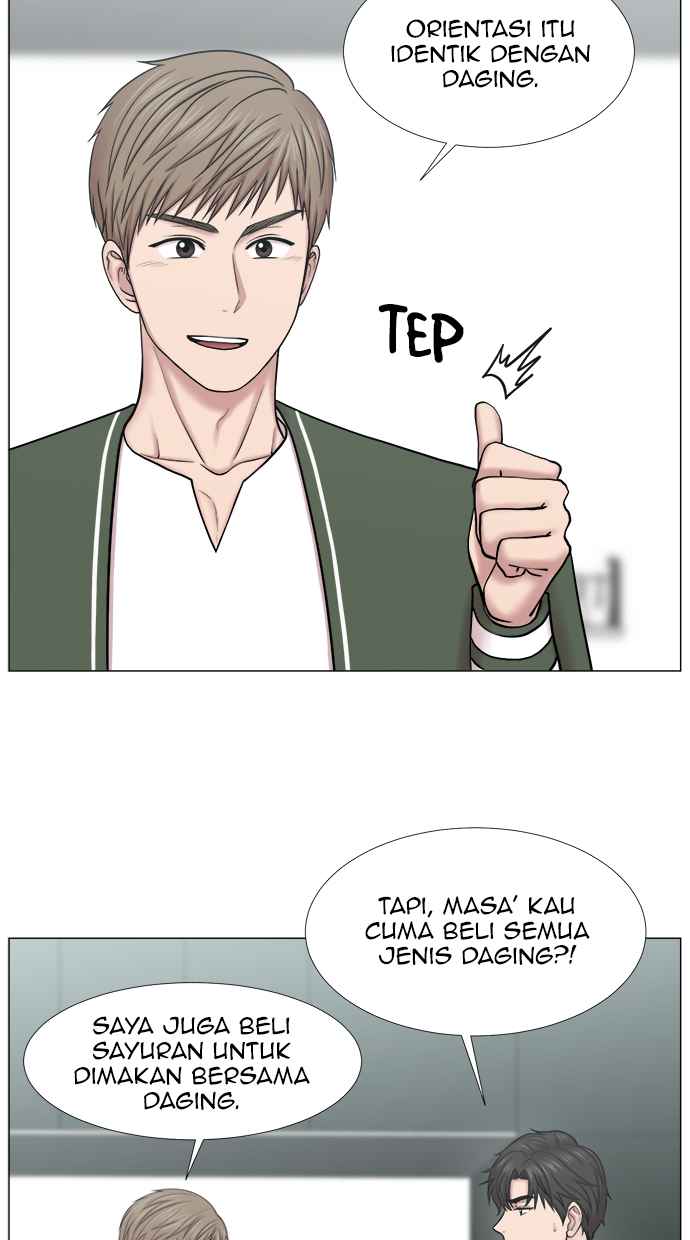 ORIENTASI ITU
IDENTIK DENGAN
DAGING.
TEP
TAPI, MASA' KAU
CUMA BELI SEMUA
JENIS DAGING?!
SAYA JUGA BELI
SAYURAN UNTUK
DIMAKAN BERSAMA
DAGING.